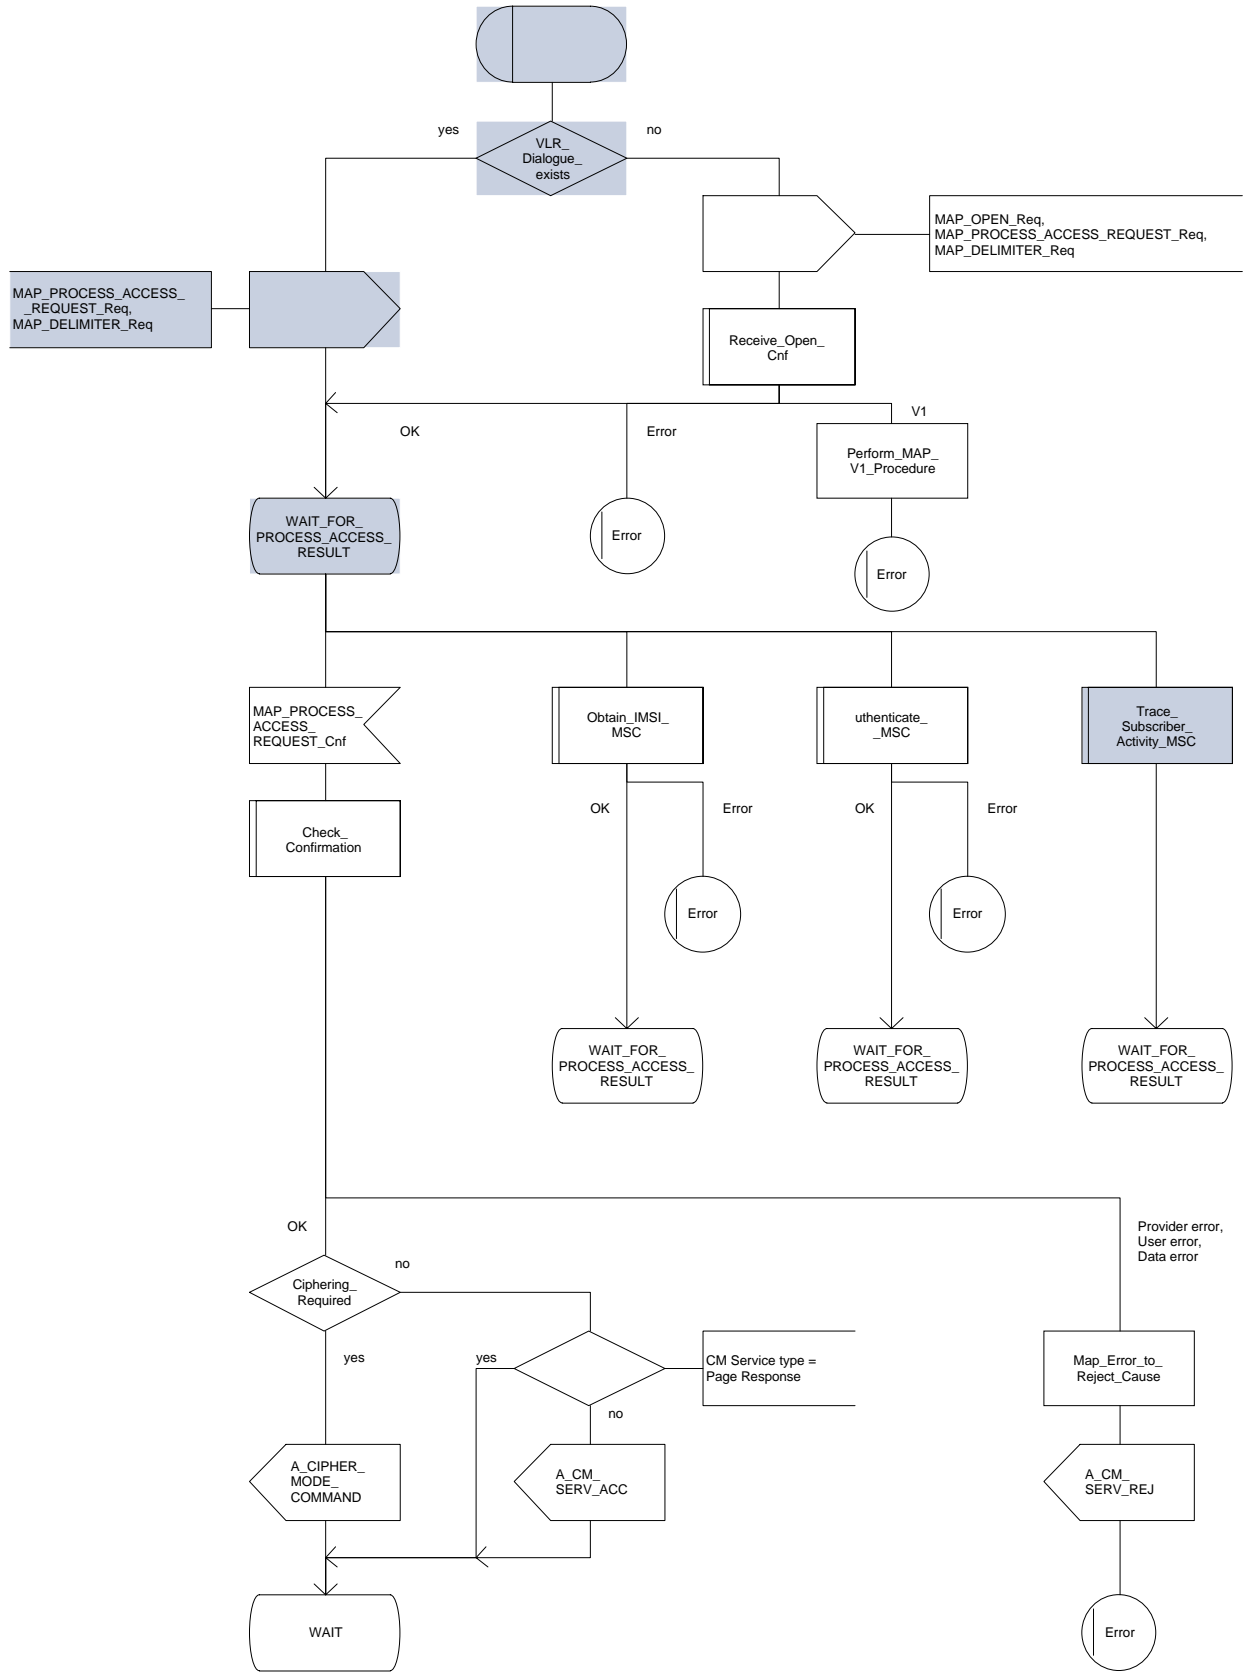 yes
no
VLR_
Dialogue_
exists
MAP_OPEN_Req,
MAP_PROCESS_ACCESS_REQUEST_Req,
MAP_DELIMITER_Req
MAP_PROCESS_ACCESS_
_REQUEST_Req,
MAP_DELIMITER_Req
Receive_Open_
Cnf
OK
Error
V1
Perform_MAP_
V1_Procedure
WAIT_FOR_
PROCESS_ACCESS_
RESULT
Error
Error
MAP_PROCESS_
ACCESS_
REQUEST_Cnf
Obtain_IMSI_
MSC
uthenticate_
_MSC
Trace_
Subscriber_
Activity_MSC
OK
Error
OK
Error
Check_
Confirmation
Error
Error
WAIT_FOR_
PROCESS_ACCESS_
RESULT
WAIT_FOR_
PROCESS_ACCESS_
RESULT
WAIT_FOR_
PROCESS_ACCESS_
RESULT
OK
Provider error,
User error,
Data error
Ciphering_
Required
no
yes
yes
CM Service type =
Page Response
no
Map_Error_to_
Reject_Cause
A_CIPHER_
MODE_
COMMAND
A_CM_
SERV_ACC
A_CM_
SERV_REJ
WAIT
Error